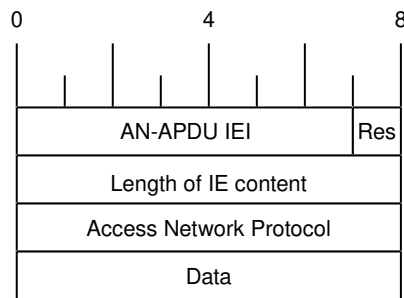 0 4 8
AN-APDU IEI Res
Length of IE content
Access Network Protocol
Data